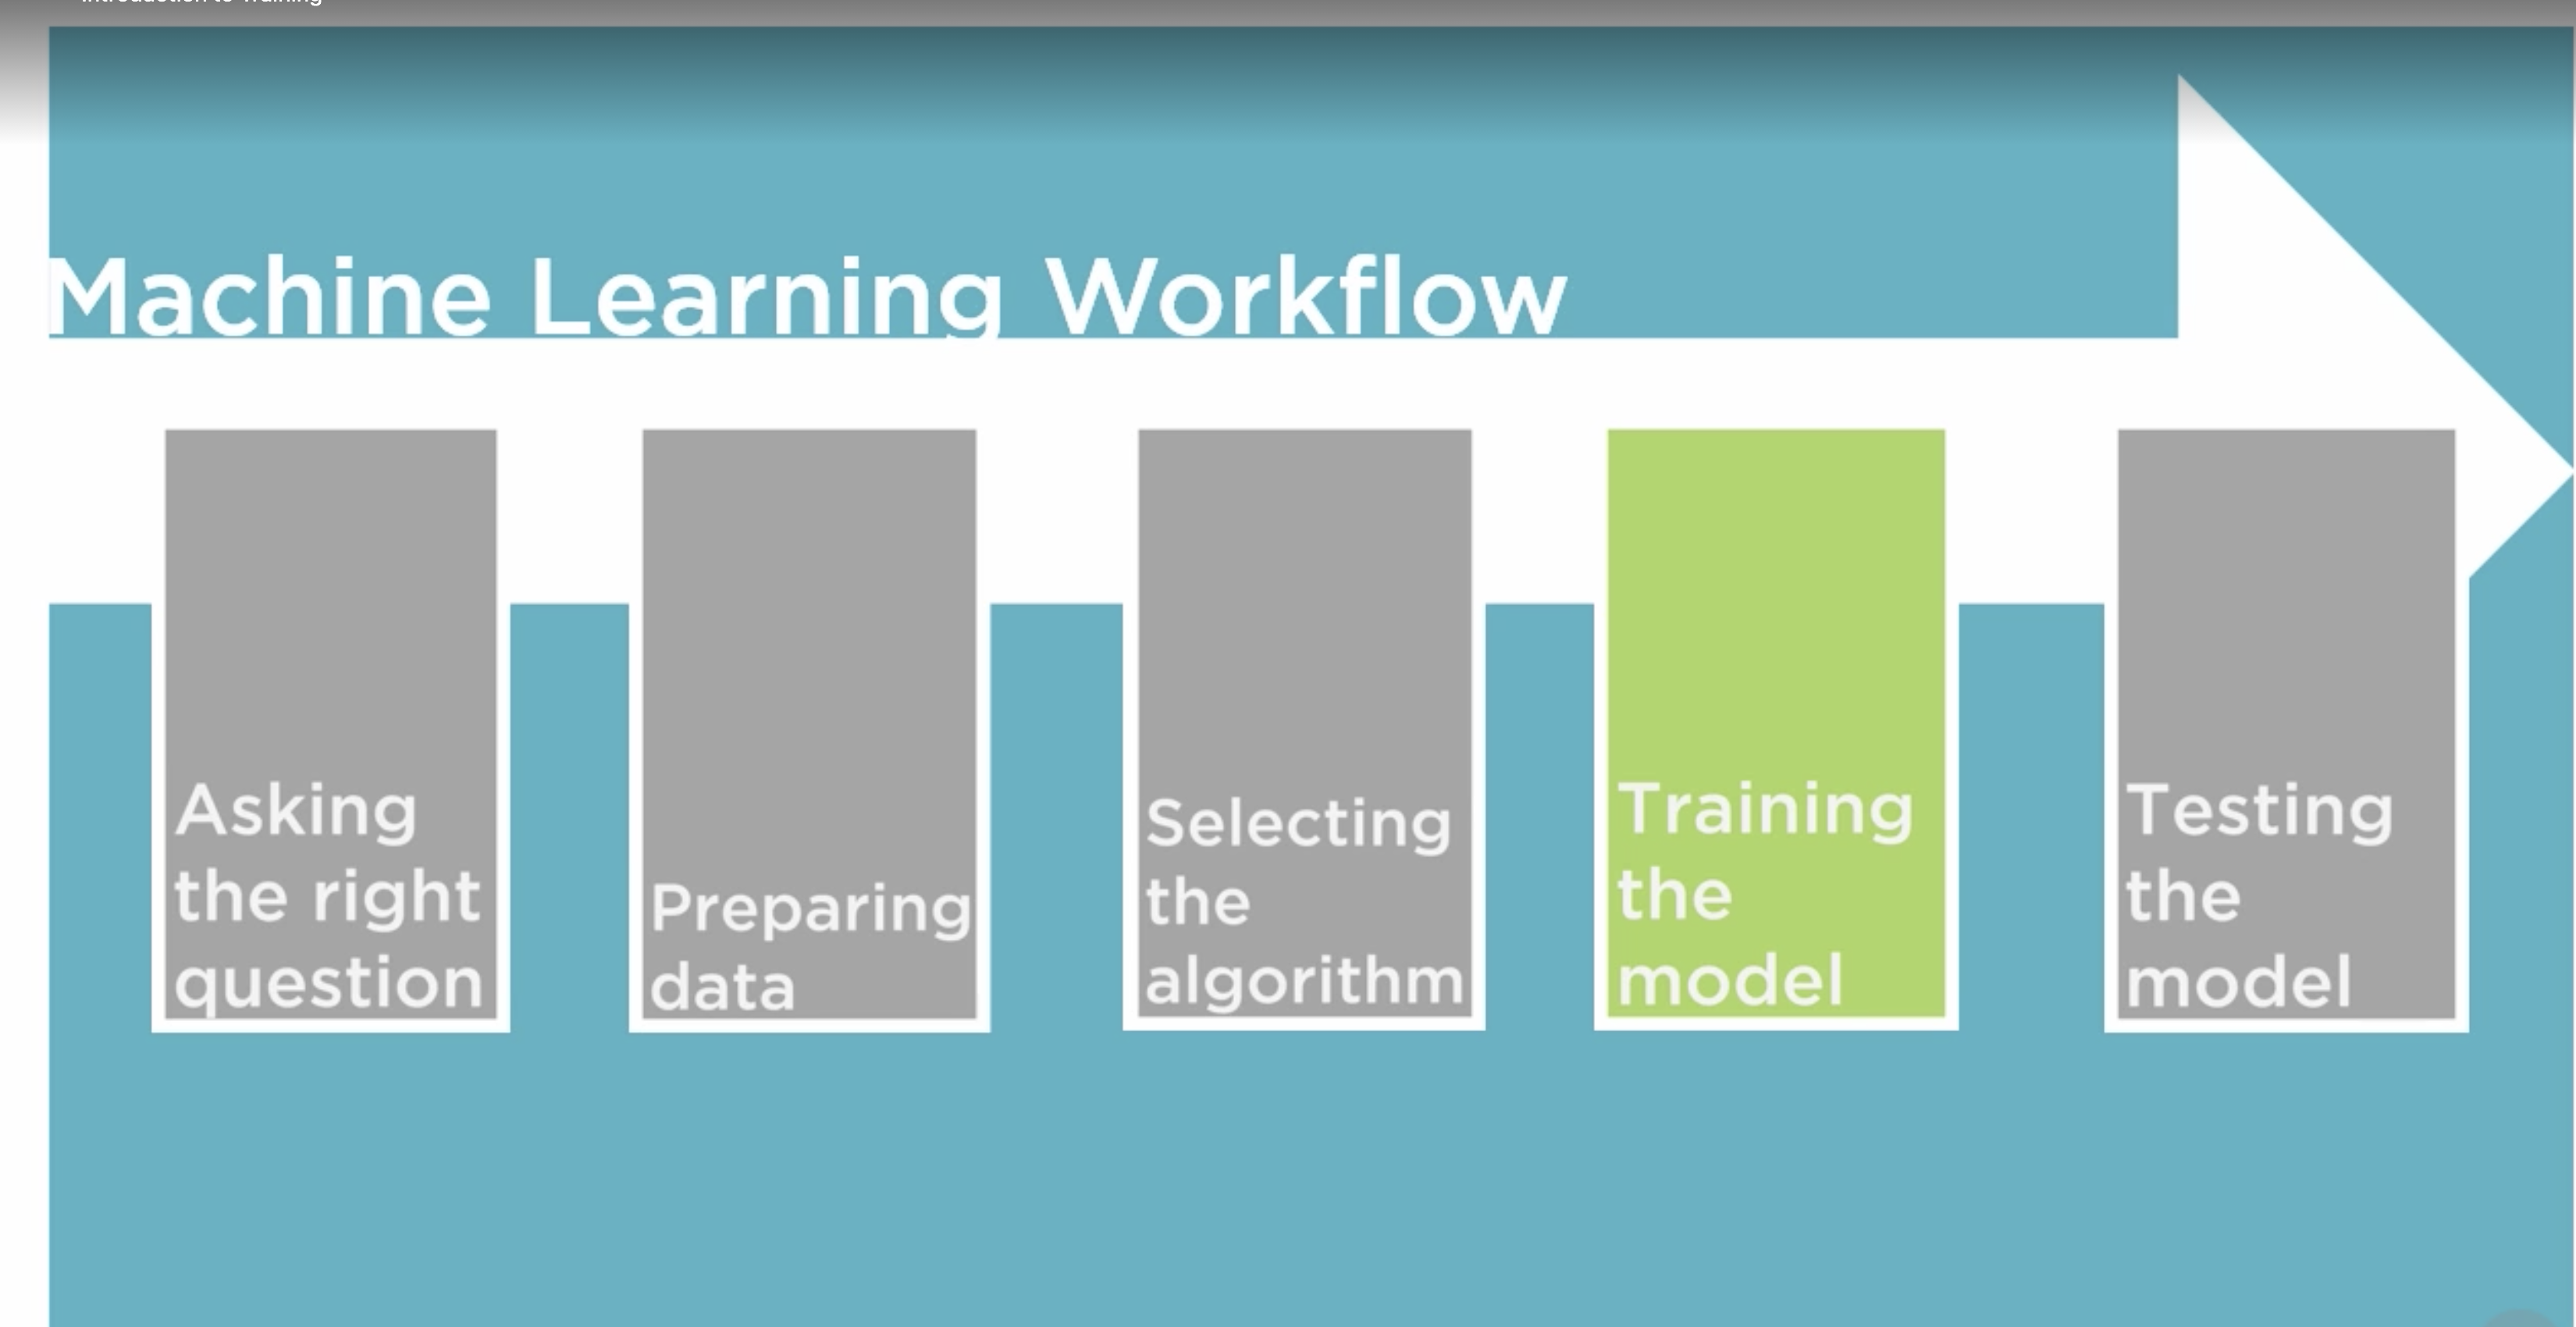 Introduction to Training
Machine Learning Workflow
Asking
the right
question
Preparing
data
Selecting
the
algorithm
Training
the
model
Testing
the
model